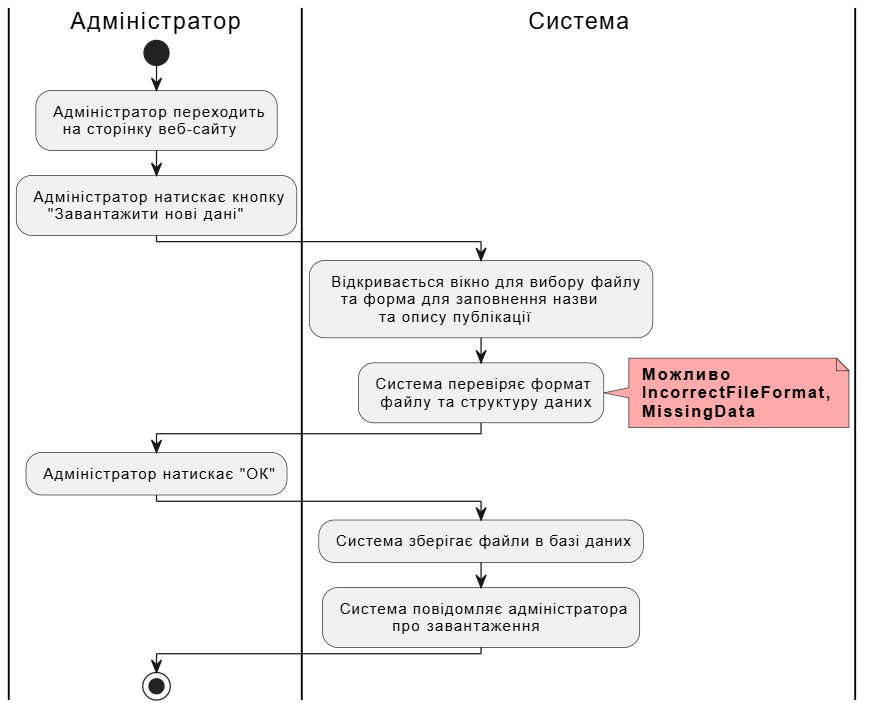 Адміністратор
Система
Адміністратор переходить
на сторінку веб-сайту
Адміністратор натискає кнопку
"Завантажити нові дані"
Відкривається вікно для вибору файлу
та форма для заповнення назви
та опису публікації
Система перевіряє формат
файлу та структуру даних
Можливо
IncorrectFileFormat,
MissingData
Адміністратор натискає "ОК"
Система зберігає файли в базі даних
Система повідомляє адміністратора
про завантаження